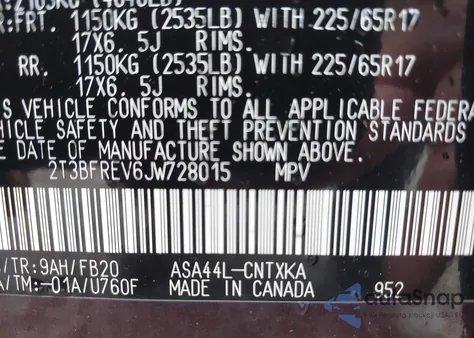 FRT. 1150KG (2535LB) WITH 225/65R17
17X6. 5J RIMS.
RR. 1150KG (2535LB) WITH 225/65R17
17X6. 5J RIMS.
VEHICLE CONFORMS TO ALL APPLICABLE FEDERA
HICLE SAFETY AND THEFT PREVENTION STANDARDS
DATE OF MANUFACTURE SHOWN ABOVE.
2T3BFREV6JW728015 MPV
/TR:9AH/FB20 ASA44L-CNTXKA
A/TM:-01A/U760F MADE IN CANADA 952
AutoSnap